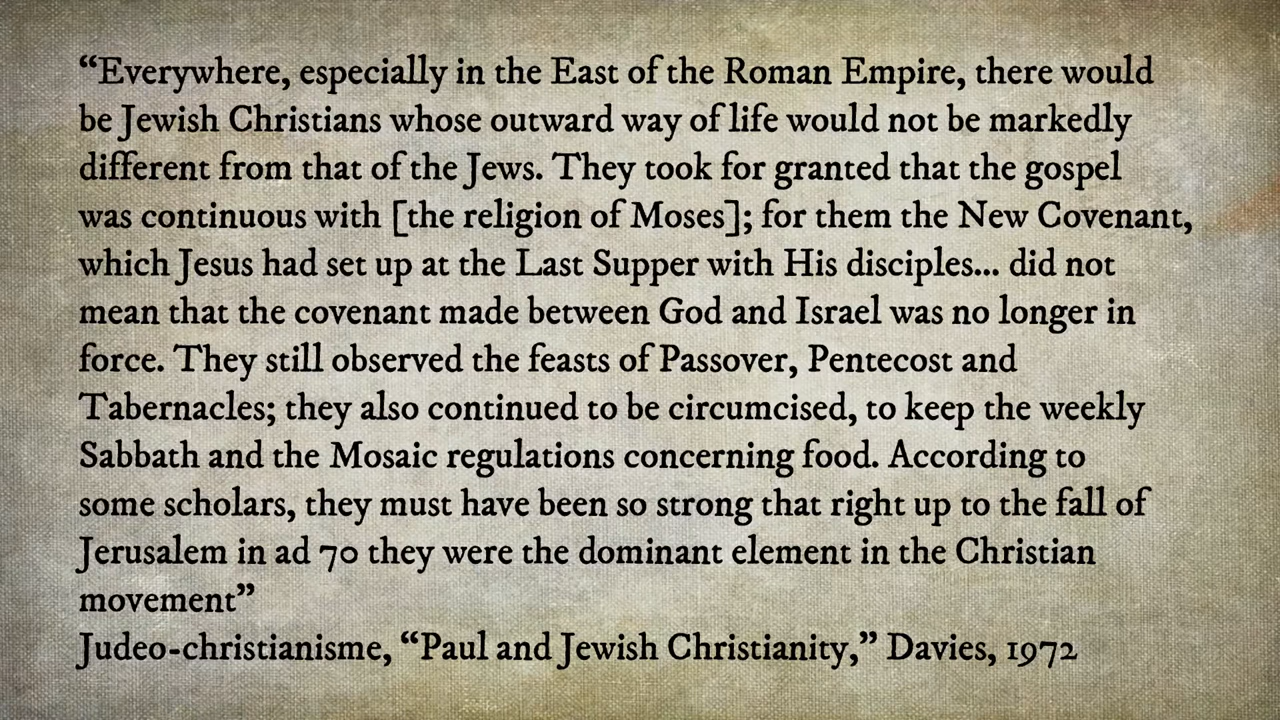 “Everywhere, especially in the East of the Roman Empire, there would
be Jewish Christians whose outward way of life would not be markedly
different from that of the Jews. They took for granted that the gospel
was continuous with [the religion of Moses]; for them the New Covenant,
which Jesus had set up at the Last Supper with His disciples... did not
mean that the covenant made between God and Israel was no longer in
force. They still observed the feasts of Passover, Pentecost and
Tabernacles; they also continued to be circumcised, to keep the weekly
Sabbath and the Mosaic regulations concerning food. According to
some scholars, they must have been so strong that right up to the fall of
Jerusalem in ad 70 they were the dominant element in the Christian
movement”
Judeo-christianisme, “Paul and Jewish Christianity,” Davies, 1972